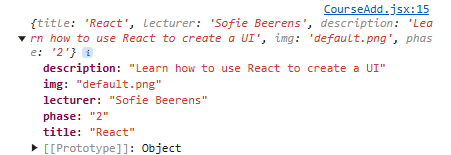 CourseAdd.jsx:15
{title: 'React', lecturer: 'Sofie Beerens', description: 'Lea
rn how to use React to create a UI', img: 'default.png', phas
e: '2'} i
description: "Learn how to use React to create a UI"
img: "default.png"
lecturer: "Sofie Beerens"
phase: "2"
title: "React"
[[Prototype]]: Object